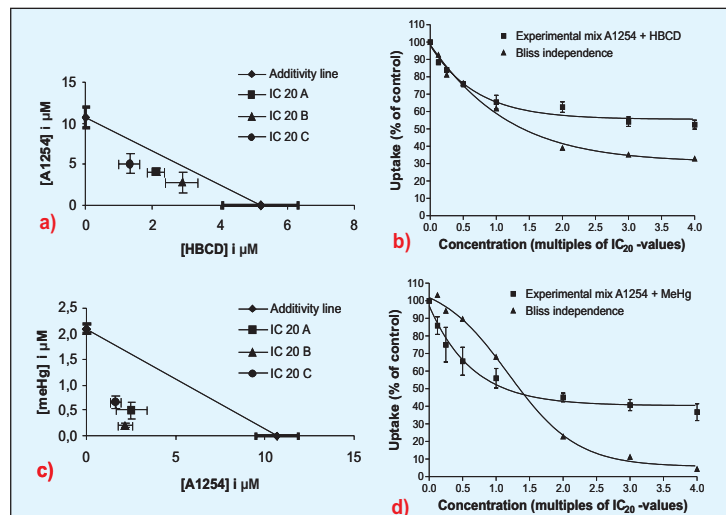 15
10
5
0
0
2
4
6
8
[A1254] i µM
[HBCD] i µM
Additivity line
IC 20 A
IC 20 B
IC 20 C
a)
110
100
90
80
70
60
50
40
30
20
10
0
0.0
0.5
1.0
1.5
2.0
2.5
3.0
3.5
4.0
Uptake (% of control)
Experimental mix A1254 + HBCD
Bliss independence
Concentration (multiples of IC20 -values)
b)
2,5
2,0
1,5
1,0
0,5
0,0
0
5
10
15
[meHg] i µM
[A1254] i µM
Additivity line
IC 20 A
IC 20 B
IC 20 C
c)
110
100
90
80
70
60
50
40
30
20
10
0
0.0
0.5
1.0
1.5
2.0
2.5
3.0
3.5
4.0
Uptake (% of control)
Experimental mix A1254 + MeHg
Bliss independence
Concentration (multiples of IC20 -values)
d)